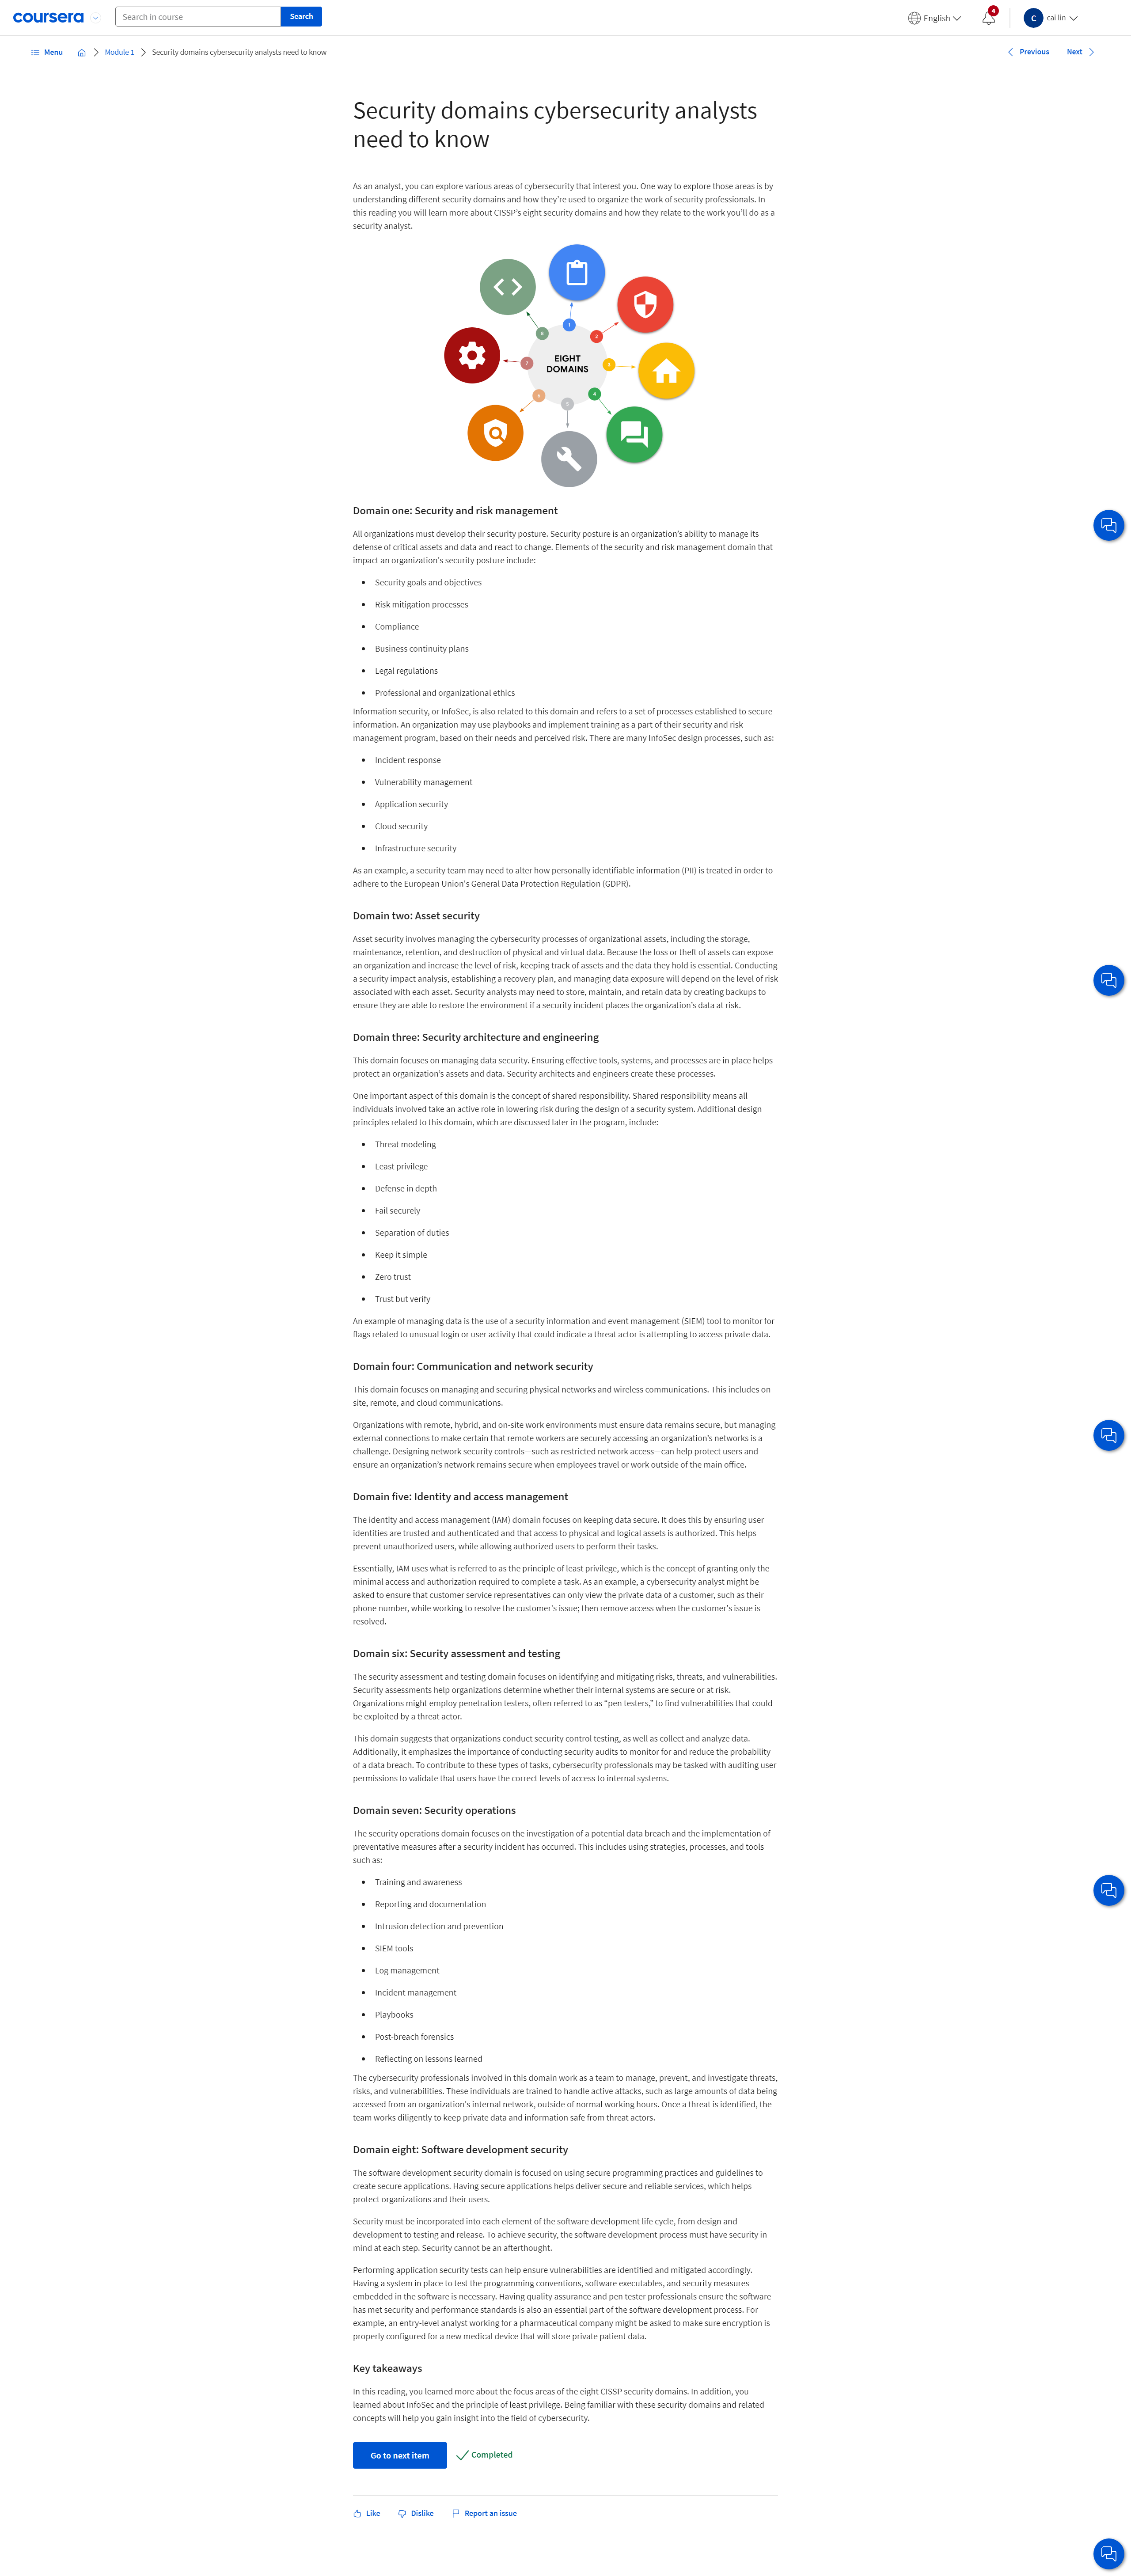 coursera
Search in course
Search
English
4
C
cai lin
Menu
Module 1
Security domains cybersecurity analysts need to know
Previous
Next
Security domains cybersecurity analysts
need to know
As an analyst, you can explore various areas of cybersecurity that interest you. One way to explore those areas is by
understanding different security domains and how they're used to organize the work of security professionals. In
this reading you will learn more about CISSP's eight security domains and how they relate to the work you'll do as a
security analyst.
1
2
3
4
5
6
7
8
EIGHT
DOMAINS
Domain one: Security and risk management
All organizations must develop their security posture. Security posture is an organization's ability to manage its
defense of critical assets and data and react to change. Elements of the security and risk management domain that
impact an organization's security posture include:
• Security goals and objectives
• Risk mitigation processes
• Compliance
• Business continuity plans
• Legal regulations
• Professional and organizational ethics
Information security, or InfoSec, is also related to this domain and refers to a set of processes established to secure
information. An organization may use playbooks and implement training as a part of their security and risk
management program, based on their needs and perceived risk. There are many InfoSec design processes, such as:
• Incident response
• Vulnerability management
• Application security
• Cloud security
• Infrastructure security
As an example, a security team may need to alter how personally identifiable information (PII) is treated in order to
adhere to the European Union's General Data Protection Regulation (GDPR).
Domain two: Asset security
Asset security involves managing the cybersecurity processes of organizational assets, including the storage,
maintenance, retention, and destruction of physical and virtual data. Because the loss or theft of assets can expose
an organization and increase the level of risk, keeping track of assets and the data they hold is essential. Conducting
a security impact analysis, establishing a recovery plan, and managing data exposure will depend on the level of risk
associated with each asset. Security analysts may need to store, maintain, and retain data by creating backups to
ensure they are able to restore the environment if a security incident places the organization's data at risk.
Domain three: Security architecture and engineering
This domain focuses on managing data security. Ensuring effective tools, systems, and processes are in place helps
protect an organization's assets and data. Security architects and engineers create these processes.
One important aspect of this domain is the concept of shared responsibility. Shared responsibility means all
individuals involved take an active role in lowering risk during the design of a security system. Additional design
principles related to this domain, which are discussed later in the program, include:
• Threat modeling
• Least privilege
• Defense in depth
• Fail securely
• Separation of duties
• Keep it simple
• Zero trust
• Trust but verify
An example of managing data is the use of a security information and event management (SIEM) tool to monitor for
flags related to unusual login or user activity that could indicate a threat actor is attempting to access private data.
Domain four: Communication and network security
This domain focuses on managing and securing physical networks and wireless communications. This includes on-
site, remote, and cloud communications.
Organizations with remote, hybrid, and on-site work environments must ensure data remains secure, but managing
external connections to make certain that remote workers are securely accessing an organization's networks is a
challenge. Designing network security controls—such as restricted network access—can help protect users and
ensure an organization's network remains secure when employees travel or work outside of the main office.
Domain five: Identity and access management
The identity and access management (IAM) domain focuses on keeping data secure. It does this by ensuring user
identities are trusted and authenticated and that access to physical and logical assets is authorized. This helps
prevent unauthorized users, while allowing authorized users to perform their tasks.
Essentially, IAM uses what is referred to as the principle of least privilege, which is the concept of granting only the
minimal access and authorization required to complete a task. As an example, a cybersecurity analyst might be
asked to ensure that customer service representatives can only view the private data of a customer, such as their
phone number, while working to resolve the customer's issue; then remove access when the customer's issue is
resolved.
Domain six: Security assessment and testing
The security assessment and testing domain focuses on identifying and mitigating risks, threats, and vulnerabilities.
Security assessments help organizations determine whether their internal systems are secure or at risk.
Organizations might employ penetration testers, often referred to as “pen testers,” to find vulnerabilities that could
be exploited by a threat actor.
This domain suggests that organizations conduct security control testing, as well as collect and analyze data.
Additionally, it emphasizes the importance of conducting security audits to monitor for and reduce the probability
of a data breach. To contribute to these types of tasks, cybersecurity professionals may be tasked with auditing user
permissions to validate that users have the correct levels of access to internal systems.
Domain seven: Security operations
The security operations domain focuses on the investigation of a potential data breach and the implementation of
preventative measures after a security incident has occurred. This includes using strategies, processes, and tools
such as:
• Training and awareness
• Reporting and documentation
• Intrusion detection and prevention
• SIEM tools
• Log management
• Incident management
• Playbooks
• Post-breach forensics
• Reflecting on lessons learned
The cybersecurity professionals involved in this domain work as a team to manage, prevent, and investigate threats,
risks, and vulnerabilities. These individuals are trained to handle active attacks, such as large amounts of data being
accessed from an organization's internal network, outside of normal working hours. Once a threat is identified, the
team works diligently to keep private data and information safe from threat actors.
Domain eight: Software development security
The software development security domain is focused on using secure programming practices and guidelines to
create secure applications. Having secure applications helps deliver secure and reliable services, which helps
protect organizations and their users.
Security must be incorporated into each element of the software development life cycle, from design and
development to testing and release. To achieve security, the software development process must have security in
mind at each step. Security cannot be an afterthought.
Performing application security tests can help ensure vulnerabilities are identified and mitigated accordingly.
Having a system in place to test the programming conventions, software executables, and security measures
embedded in the software is necessary. Having quality assurance and pen tester professionals ensure the software
has met security and performance standards is also an essential part of the software development process. For
example, an entry-level analyst working for a pharmaceutical company might be asked to make sure encryption is
properly configured for a new medical device that will store private patient data.
Key takeaways
In this reading, you learned more about the focus areas of the eight CISSP security domains. In addition, you
learned about InfoSec and the principle of least privilege. Being familiar with these security domains and related
concepts will help you gain insight into the field of cybersecurity.
Go to next item
Completed
Like
Dislike
Report an issue